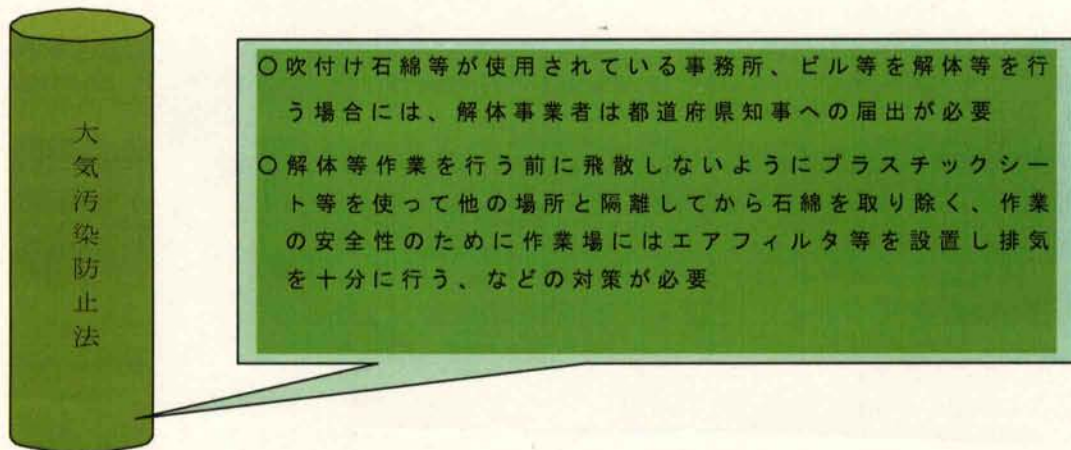 大気汚染防止法
○吹付け石綿等が使用されている事務所、ビル等を解体等を行
う場合には、解体事業者は都道府県知事への届出が必要
○解体等作業を行う前に飛散しないようにプラスチックシー
ト等を使って他の場所と隔離してから石綿を取り除く、作業
の安全性のために作業場にはエアフィルタ等を設置し排気
を十分に行う、などの対策が必要